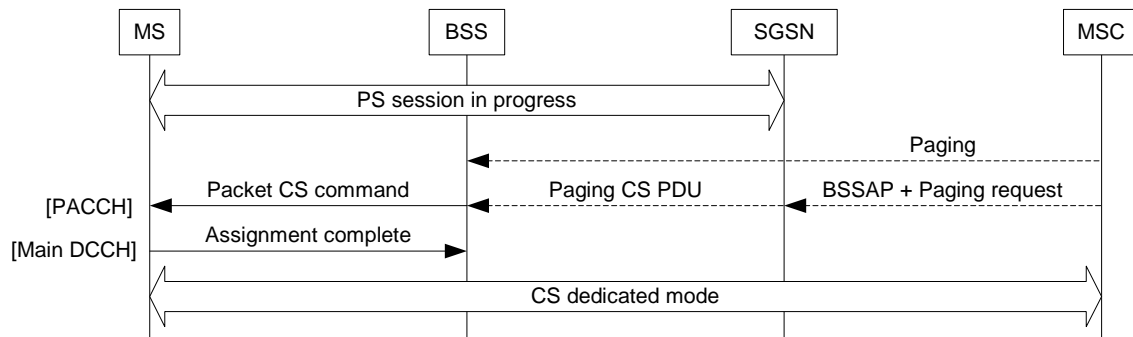 MS
BSS
SGSN
MSC
PS session in progress
Paging
[PACCH]
Packet CS command
Paging CS PDU
BSSAP + Paging request
[Main DCCH]
Assignment complete
CS dedicated mode